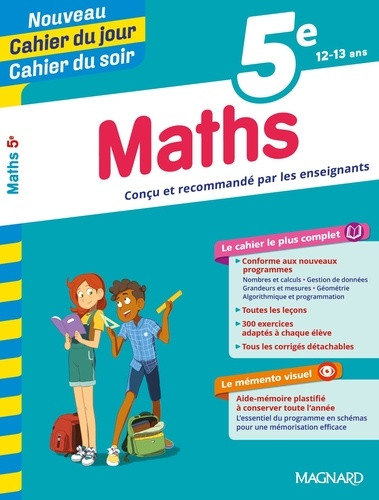 Nouveau
Cahier du jour
Cahier du soir
5e
12-13 ans
Maths 5e
Maths
Conçu et recommandé par les enseignants
Le cahier le plus complet
Conforme aux nouveaux
programmes
Nombres et calculs • Gestion de données
Grandeurs et mesures • Géométrie
Algorithmique et programmation
Toutes les leçons
300 exercices
adaptés à chaque élève
Tous les corrigés détachables
Le mémento visuel
Aide-mémoire plastifié
à conserver toute l'année
L'essentiel du programme en schémas
pour une mémorisation efficace
MAGNARD